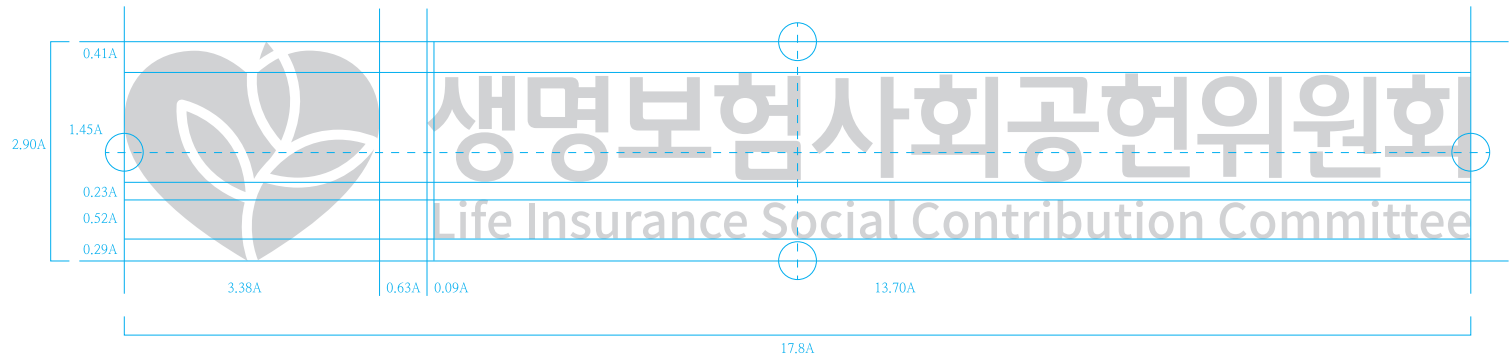 0.41A
생명보험사회공헌위원회
1.45A
2.90A
0.23A
0.52A
Life Insurance Social Contribution Committee
0.29A
3.38A 0.63A 0.09A 13.70A
17.8A